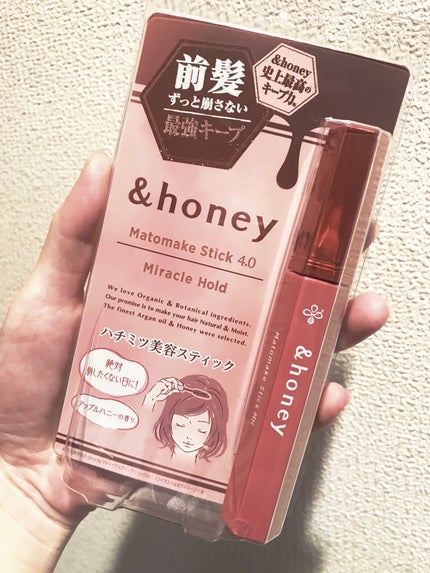 前髪
ずっと崩さない
最強キープ
&honey
史上最高の
キープ力。
&honey
Matomake Stick 4.0
Miracle Hold
We love Organic & Botanical ingredients.
Our promise is to make your hair Natural & Moist.
The finest Argan oil & Honey were selected.
ハチミツ美容スティック
絶対
崩したくない日に!
アップルハニーの香り
&honey
Matomake Stick MH